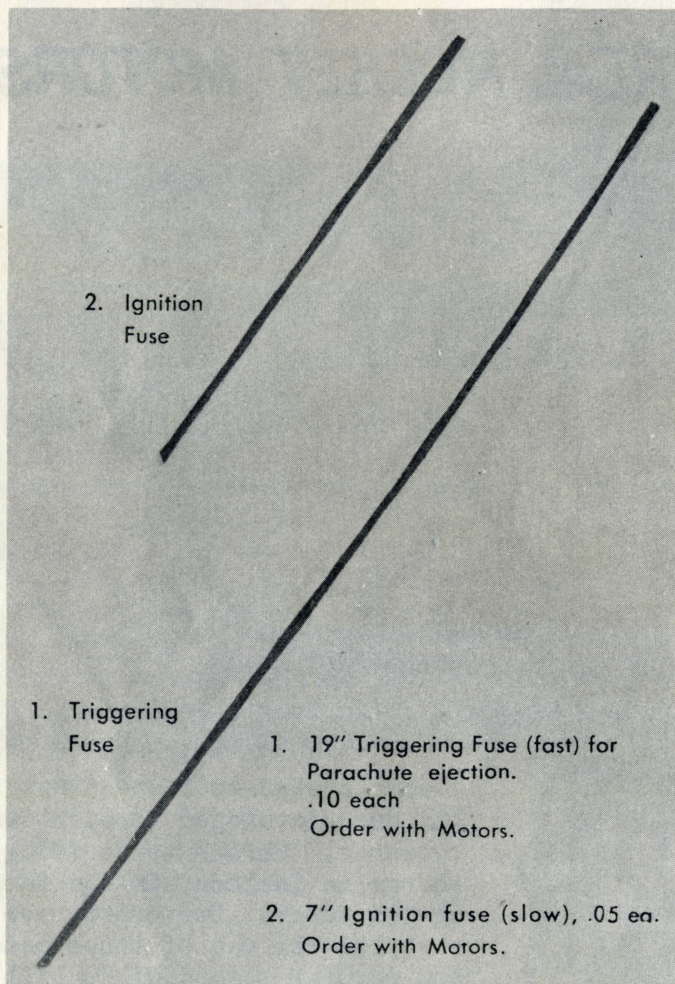 2. Ignition
Fuse
1. Triggering
Fuse
1. 19" Triggering Fuse (fast) for
Parachute ejection.
.10 each
Order with Motors.
2. 7" Ignition fuse (slow), .05 ea.
Order with Motors.